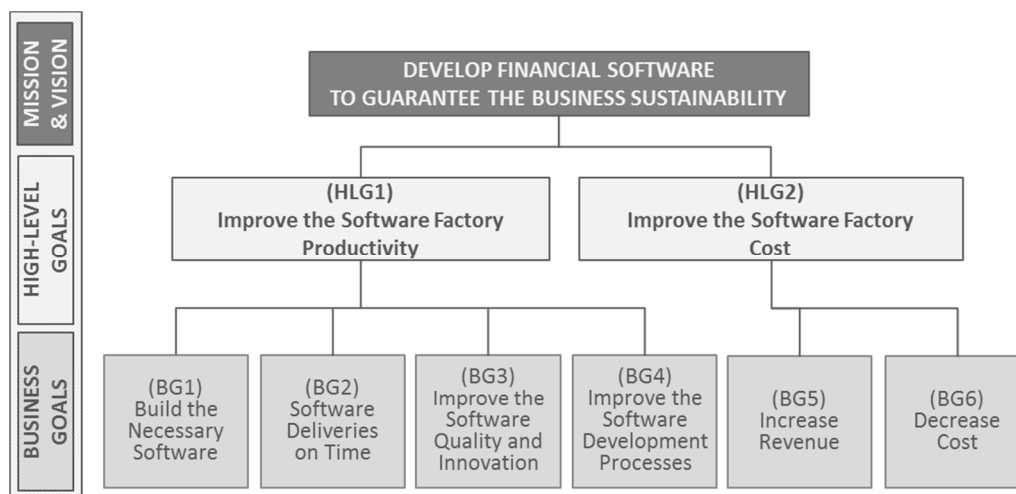 MISSION
& VISION
DEVELOP FINANCIAL SOFTWARE
TO GUARANTEE THE BUSINESS SUSTAINABILITY
HIGH-LEVEL
GOALS
(HLG1)
Improve the Software Factory
Productivity
(HLG2)
Improve the Software Factory
Cost
BUSINESS
GOALS
(BG1)
Build the
Necessary
Software
(BG2)
Software
Deliveries
on Time
(BG3)
Improve the
Software
Quality and
Innovation
(BG4)
Improve the
Software
Development
Processes
(BG5)
Increase
Revenue
(BG6)
Decrease
Cost